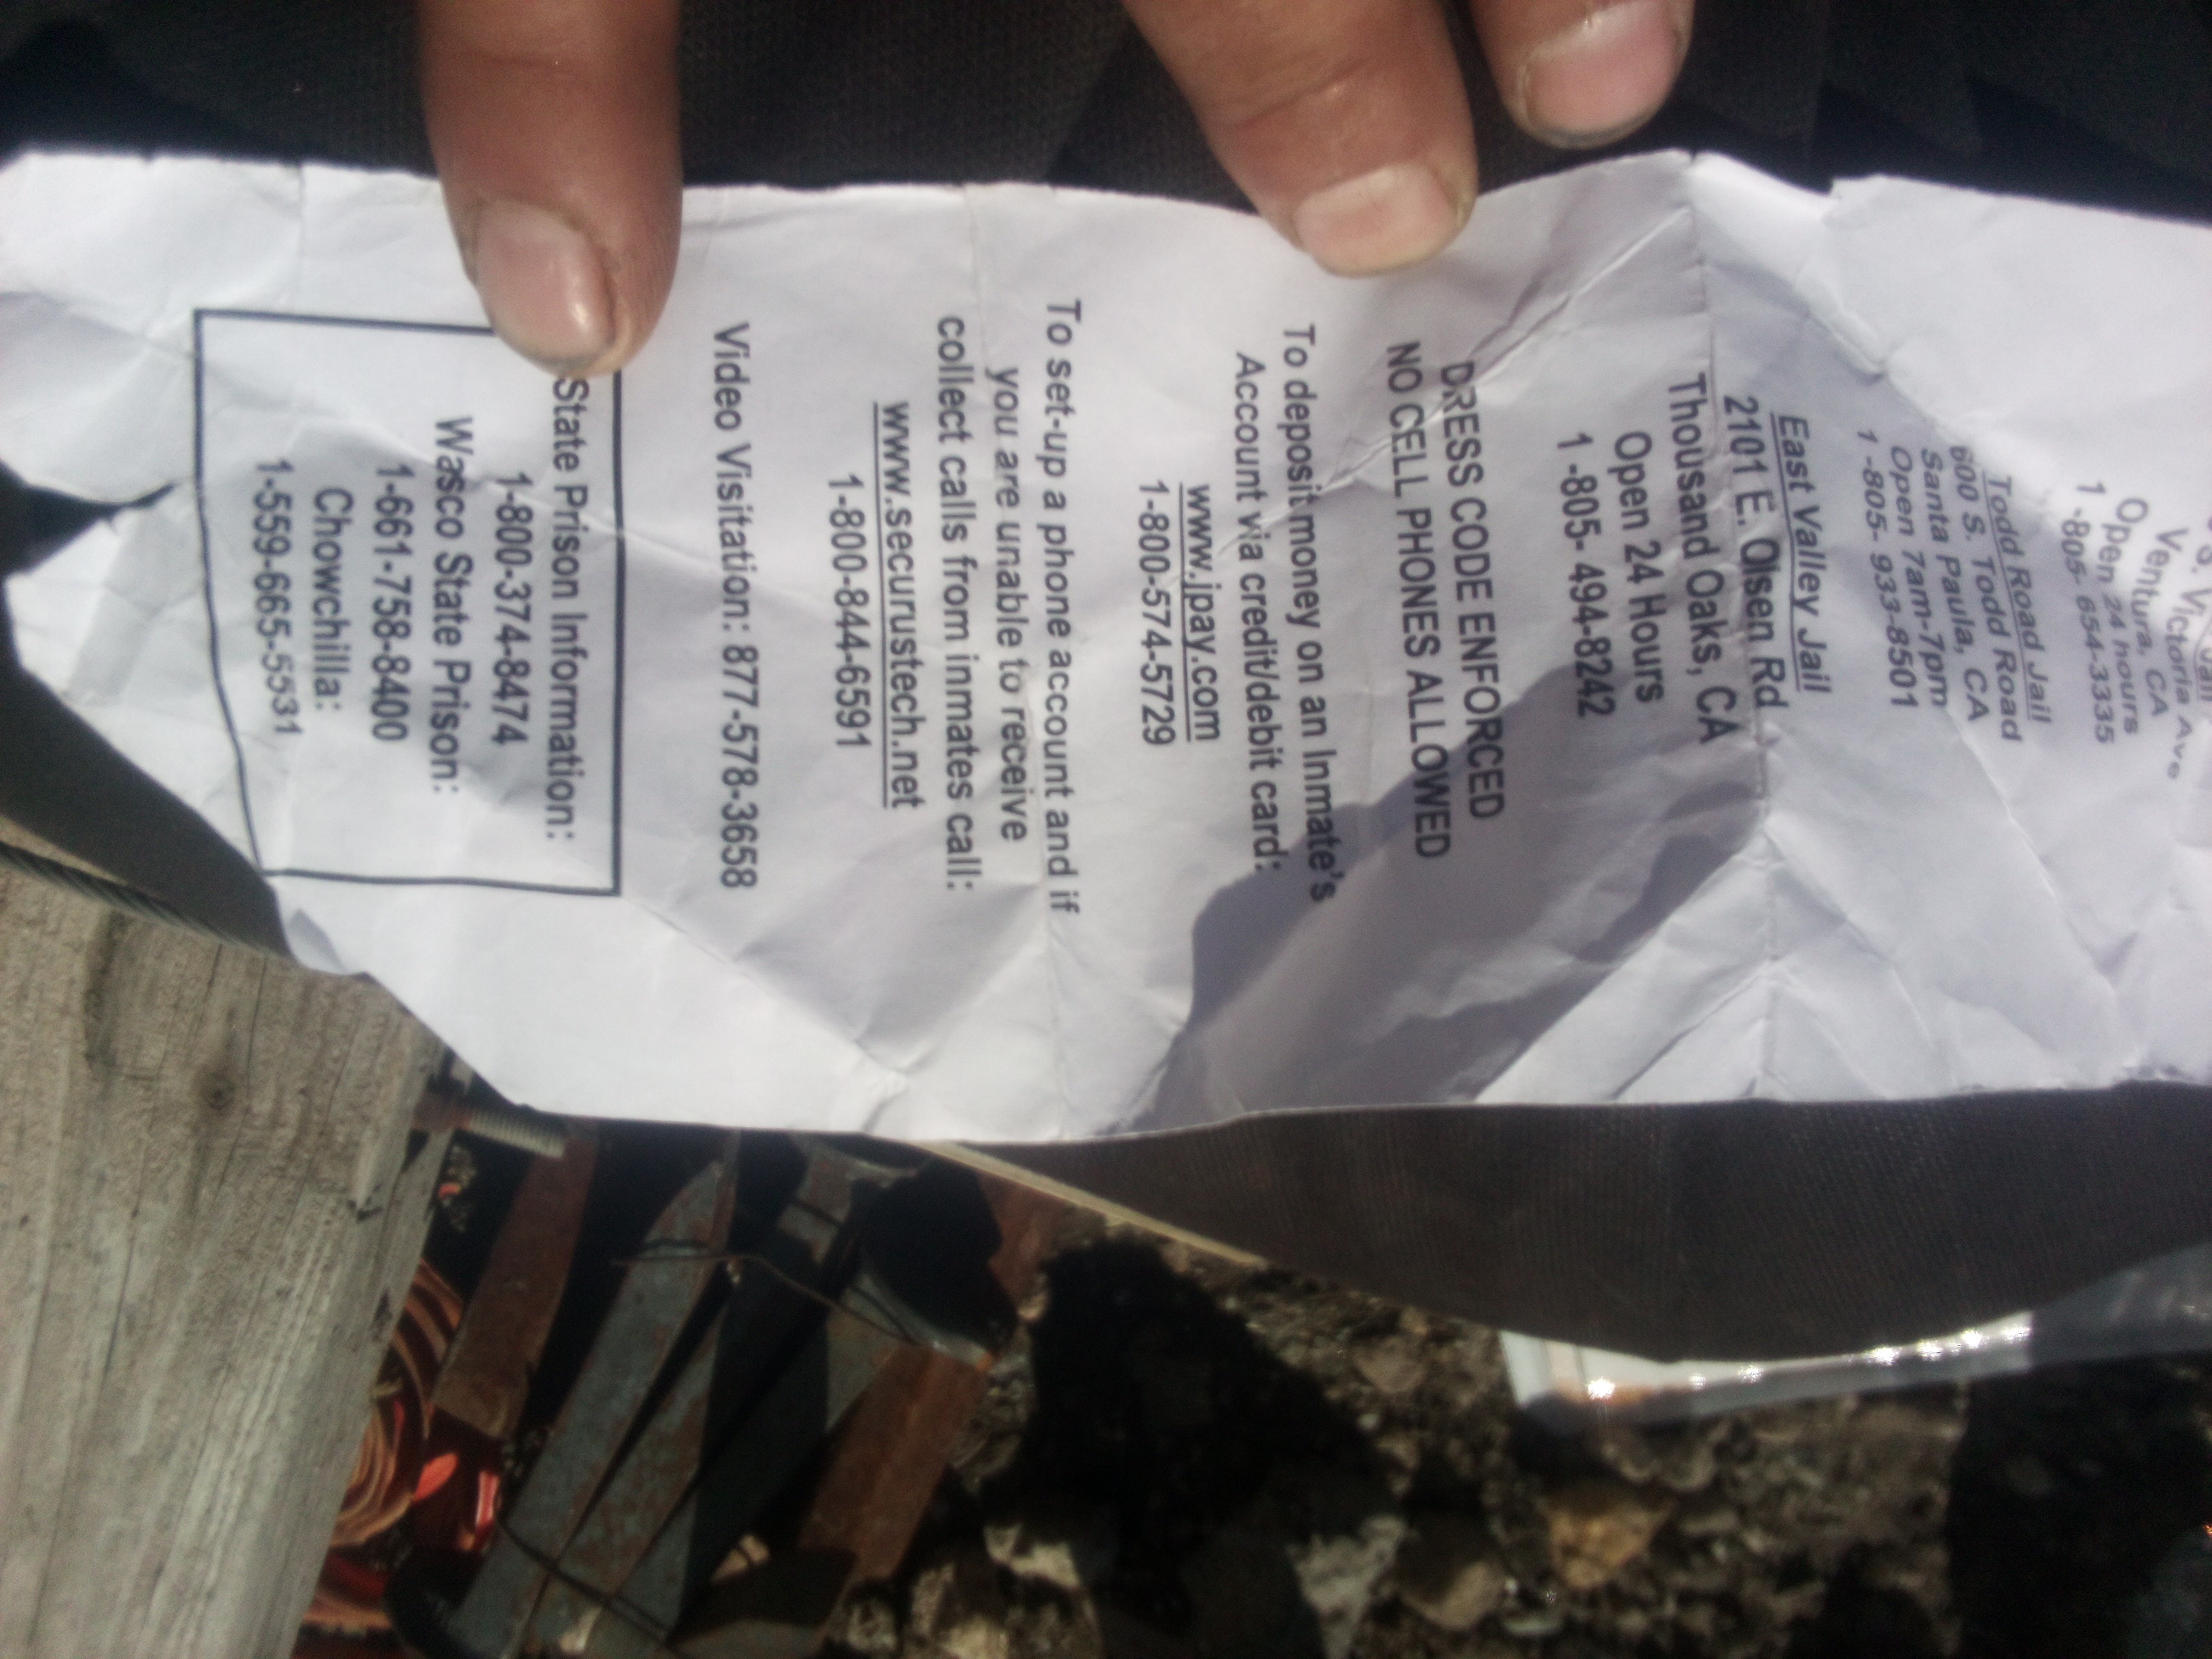 Jail
S. Victoria Ave
Ventura, CA
Open 24 hours
1 -805- 654-3335
Todd Road Jail
600 S. Todd Road
Santa Paula, CA
Open 7am-7pm
1 -805- 933-8501
East Valley Jail
2101 E. Olsen Rd
Thousand Oaks, CA
Open 24 Hours
1 -805- 494-8242
DRESS CODE ENFORCED
NO CELL PHONES ALLOWED
To deposit money on an Inmate's
Account via credit/debit card:
www.jpay.com
1-800-574-5729
To set-up a phone account and if
you are unable to receive
collect calls from inmates call:
www.securustech.net
1-800-844-6591
Video Visitation: 877-578-3658
State Prison Information:
1-800-374-8474
Wasco State Prison:
1-661-758-8400
Chowchilla:
1-559-665-5531